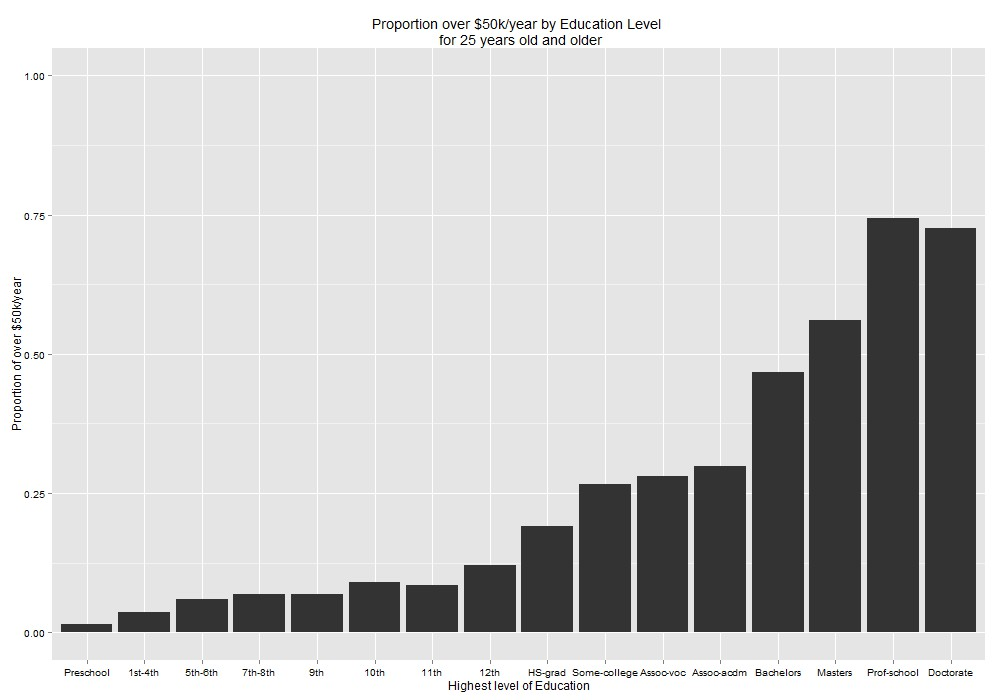 Proportion over $50k/year by Education Level
for 25 years old and older
1.00
0.75
0.50
0.25
0.00
Proportion of over $50k/year
Preschool 1st-4th 5th-6th 7th-8th 9th 10th 11th 12th HS-grad Some-college Assoc-voc Assoc-acdm Bachelors Masters Prof-school Doctorate
Highest level of Education